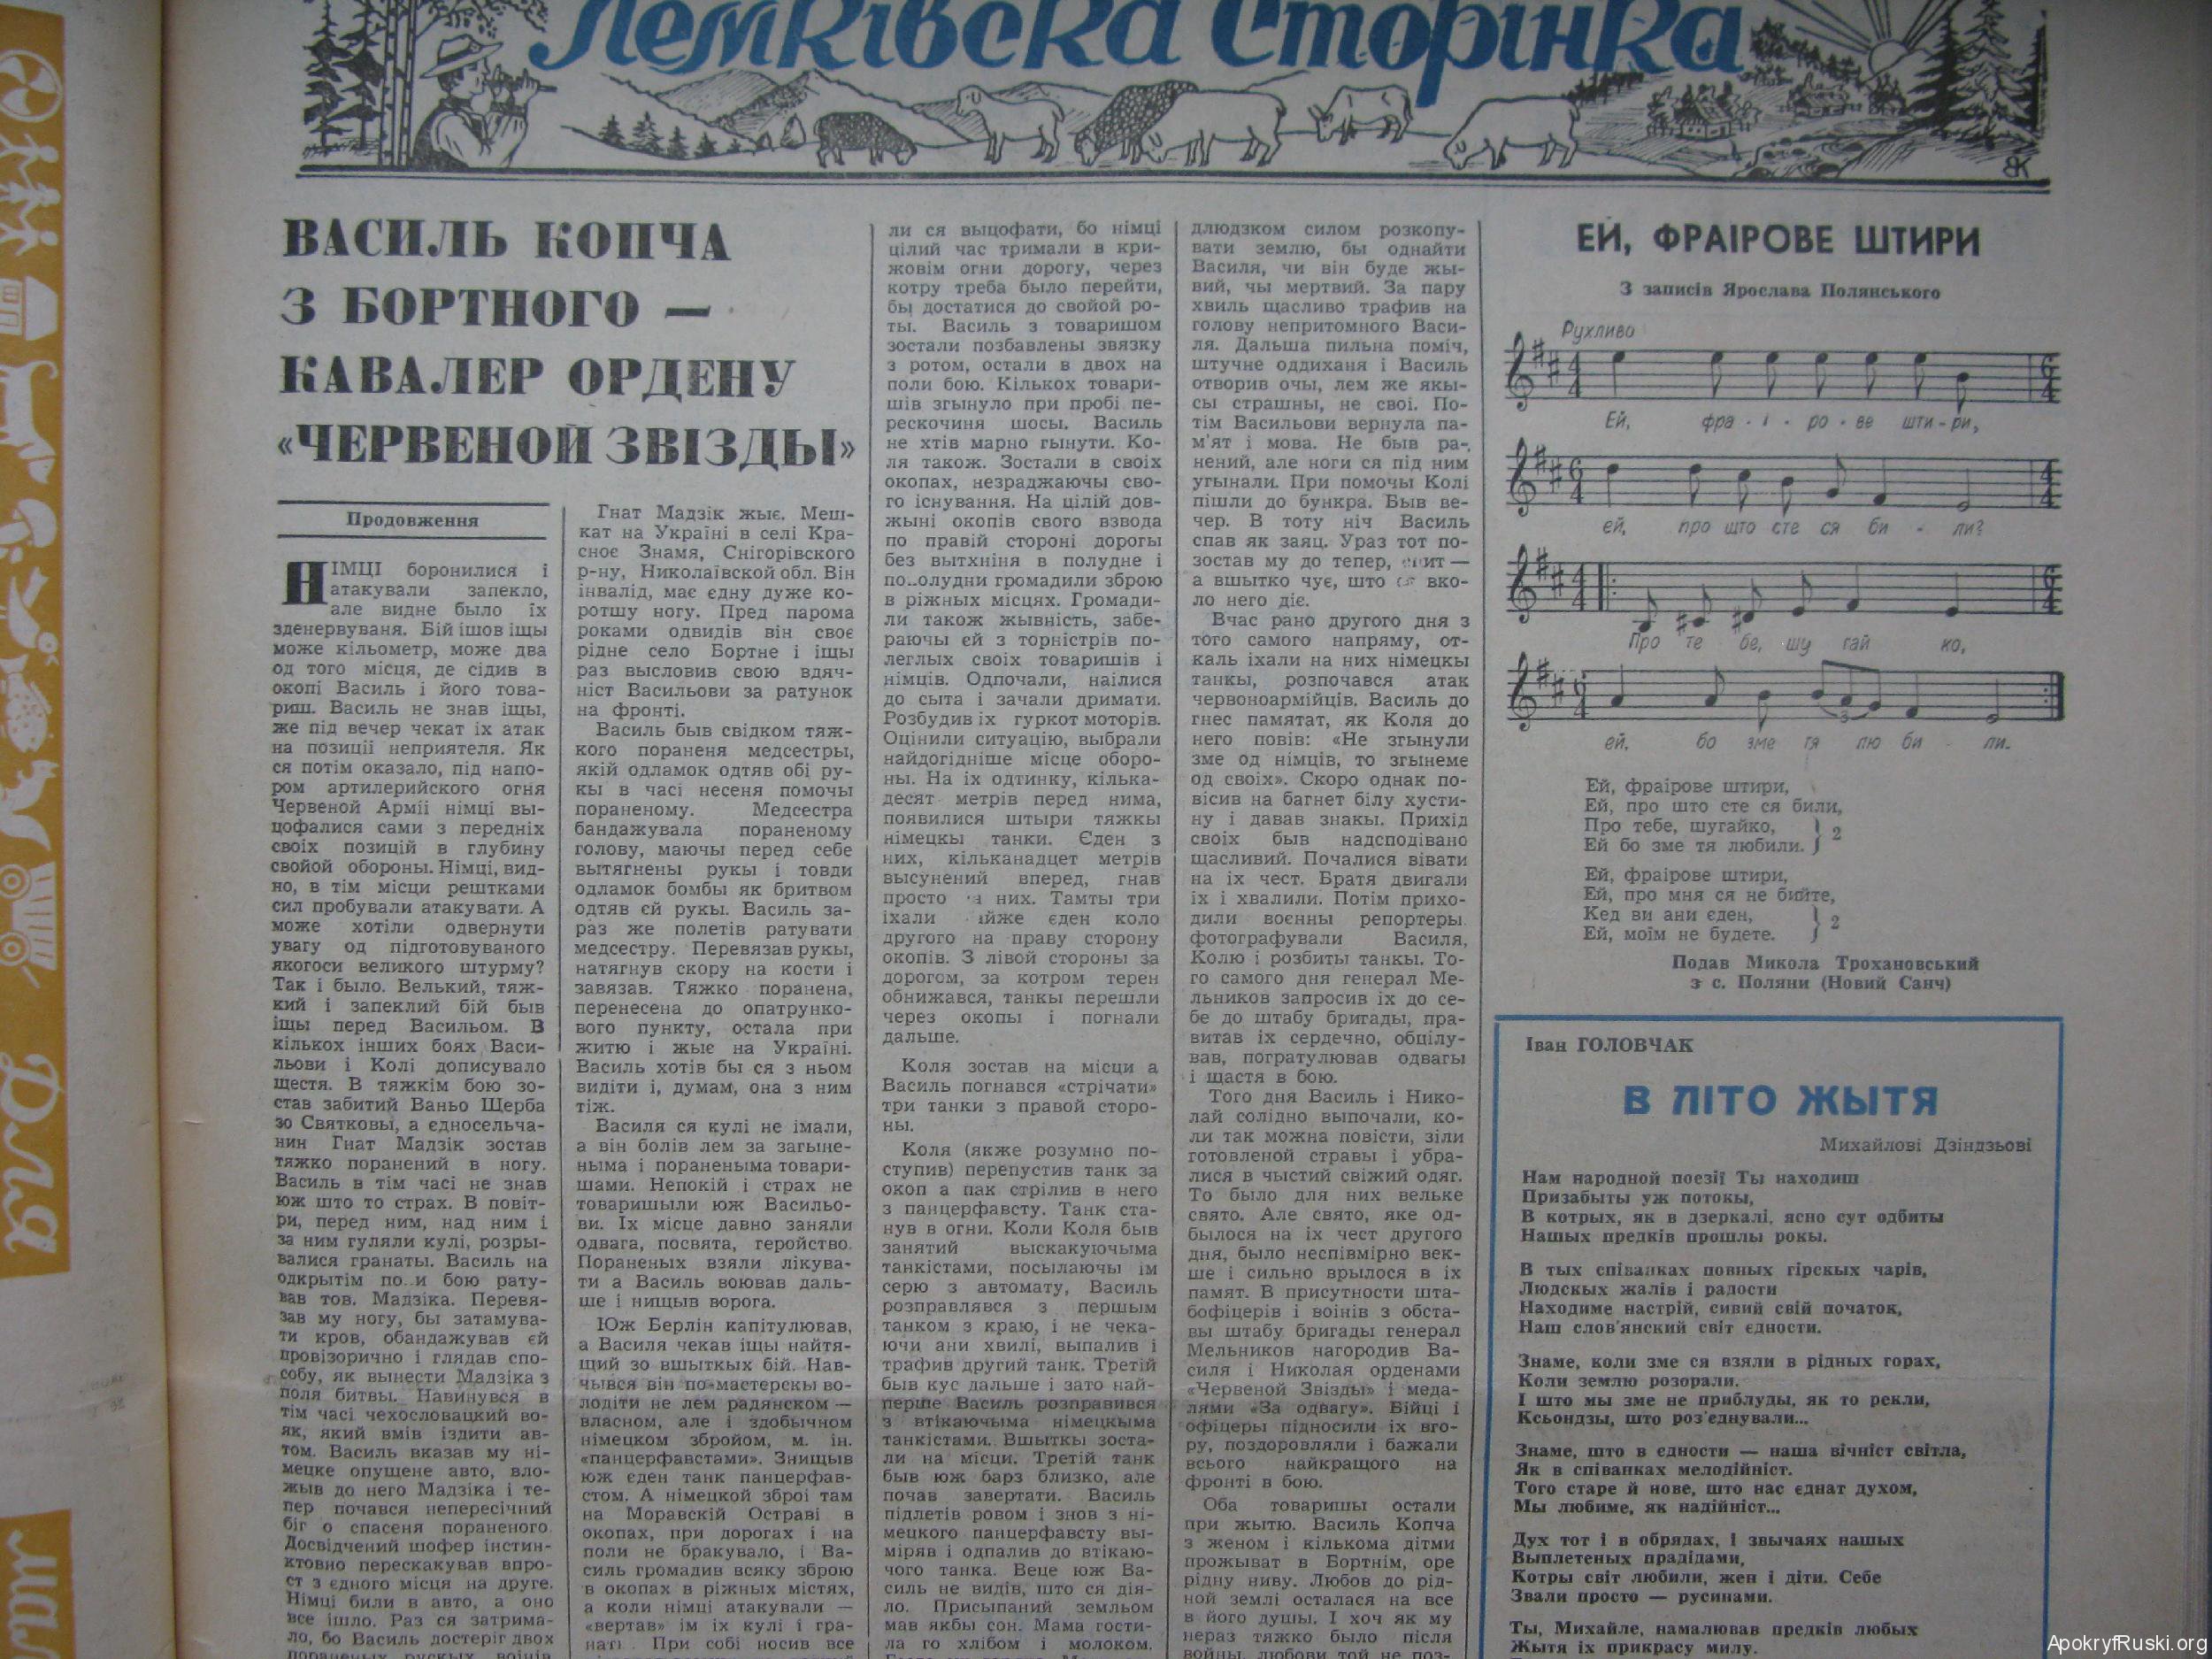 Лемківска Сторінка
ВАСИЛЬ КОПЧА
З БОРТНОГО —
КАВАЛЕР ОРДЕНУ
«ЧЕРВЕНОЙ ЗВІЗДЫ»
Продовження
НІМЦІ боронилися і
атакували запекло,
але видне было їх
зденервуваня. Бій ішов іщы
може кільометр, може два
од того місця, де сідив в
окопі Василь і його това-
риш. Василь не знав іщы,
же під вечер чекат іх атак
на позиції неприятеля. Як
ся потім оказало, під напо-
ром артилерийского огня
Червеной Армії німці вы-
цофалися сами з передніх
своіх позицій в глубину
свойой обороны. Німці, вид-
но, в тім місци рештками
сил пробували атакувати. А
може хотіли одвернути
увагу од підготовуваного
якогоси великого штурму?
Так і было. Велький, тяж-
кий і запеклий бій быв
іщы перед Васильом. В
кількох інших боях Васи-
льови і Колі дописувало
щестя. В тяжкім бою зо-
став забитий Ваньо Щерба
зо Святковы, а єдносельча-
нин Гнат Мадзік зостав
тяжко поранений в ногу.
Василь в тім часі не знав
юж што то страх. В повіт-
ри, перед ним, над ним і
за ним гуляли кулі, розры-
валися гранаты. Василь на
одкрытім по и бою рату-
вав тов. Мадзіка. Перевя-
зав му ногу, бы затамува-
ти кров, обандажував єй
провізорично і глядав спо-
собу, як вынести Мадзіка з
поля битвы. Навинувся в
тім часі чехословацкий во-
як, який вмів їздити ав-
том. Василь вказав му ні-
мецке опущене авто, вло-
жыв до него Мадзіка і те-
пер почався непересічний
біг о спасеня пораненого.
Досвідчений шофер інстин-
ктовно перескакував впро-
ст з єдного місця на друге.
Німці били в авто, а оно
все ішло. Раз ся затрима-
ло, бо Василь достеріг двох
пораненых руских воінів
Гнат Мадзік жыє. Меш-
кат на Україні в селі Кра-
сноє Знамя, Снігорівского
р-ну, Николаївской обл. Він
інвалід, має єдну дуже ко-
ротшу ногу. Пред парома
роками одвидів він своє
рідне село Бортне і іщы
раз высловив свою вдяч-
ніст Васильови за ратунок
на фронті.
Василь быв свідком тяж-
кого пораненя медсестры,
якій одламок одтяв обі ру-
кы в часі несеня помочы
пораненому. Медсестра
бандажувала пораненому
голову, маючы перед себе
вытягнены рукы і товди
одламок бомбы як бритвом
одтяв єй рукы. Василь за-
раз же полетів ратувати
медсестру. Перевязав рукы,
натягнув скору на кости і
завязав. Тяжко поранена,
перенесена до опатрунко-
вого пункту, остала при
житю і жыє на Україні.
Василь хотів бы ся з ньом
видіти і, думам, она з ним
тіж.
Василя ся кулі не імали,
а він болів лем за загыне-
ныма і пораненыма товари-
шами. Непокій і страх не
товаришыли юж Васильо-
ви. Іх місце давно заняли
одвага, посвята, геройство.
Пораненых взяли лікува-
ти а Василь воював даль-
ше і нищыв ворога.
Юж Берлін капітулював,
а Василя чекав іщы найтя-
щий зо вшыткых бій. Нав-
чывся він по-мастерскы во-
лодіти не лем радянском —
власном, але і здобычном
німецком збройом, м. ін.
«панцерфавстами». Знищыв
юж єден танк панцерфав-
стом. А німецкой зброі там
на Моравскій Остраві в
окопах, при дорогах і на
поли не бракувало, і Ва-
силь громадив всяку зброю
в окопах в ріжных містях,
а коли німці атакували —
«вертав» ім іх кулі і гра-
нат При собі носив все
ли ся выцофати, бо німці
цілий час тримали в кри-
жовім огни дорогу, через
котру треба было перейти,
бы достатися до свойой ро-
ты. Василь з товаришом
зостали позбавлены звязку
з ротом, остали в двох на
поли бою. Кількох товари-
шів згынуло при пробі пе-
рескочиня шосы. Василь
не хтів марно гынути. Ко-
ля також. Зостали в своіх
окопах, незраджаючы сво-
го існування. На цілій дов-
жыні окопів свого взвода
по правій стороні дорогы
без вытхніння в полудне і
по олудни громадили зброю
в ріжных місцях. Громади-
ли також жывніст, забе-
раючы єй з торністрів по-
леглых своіх товаришів і
німців. Одпочали, наілися
до сыта і зачали дримати.
Розбудив іх гуркот моторів.
Оцінили ситуацію, выбрали
найдогідніше місце оборо-
ны. На іх одтинку, кілька-
десят метрів перед нима,
появилися штыри тяжкы
німецкы танки. Єден з
них, кільканадцет метрів
высунений вперед, гнав
просто а них. Тамты три
іхали айже єден коло
другого на праву сторону
окопів. З лівой стороны за
дорогом, за котром терен
обнижався, танкы перешли
через окопы і погнали
дальше.
Коля зостав на місци а
Василь погнався «стрічати»
три танки з правой сторо-
ны.
Коля (якже розумно по-
ступив) перепустив танк за
окоп а пак стрілив в него
з панцерфавсту. Танк ста-
нув в огни. Коли Коля быв
занятий выскакуючыма
танкістами, посылаючы ім
серю з автомату, Василь
розправлявся з першым
танком з краю, і не чека-
ючи ани хвилі, выпалив і
трафив другий танк. Третій
быв кус дальше і зато най-
перше Василь розправився
з втікаючыма німецкыма
танкістами. Вшыткы зоста-
ли на місци. Третій танк
быв юж барз близко, але
почав завертати. Василь
підлетів ровом і знов з ні-
мецкого панцерфавсту вы-
міряв і одпалив до втікаю-
чого танка. Веце юж Ва-
силь не видів, што ся дія-
ло. Присыпаний земльом
мав якбы сон. Мама гости-
ла го хлібом і молоком.
длюдзком силом розкопу-
вати землю, бы однайти
Василя, чи він буде жы-
вий, чы мертвий. За пару
хвиль щасливо трафив на
голову непритомного Васи-
ля. Дальша пильна поміч,
штучне оддиханя і Василь
отворив очы, лем же якы-
сы страшны, не своі. По-
тім Васильови вернула па-
м'ят і мова. Не быв ра-
нений, але ноги ся під ним
угынали. При помочы Колі
пішли до бункра. Быв ве-
чер. В тоту ніч Василь
спав як заяц. Ураз тот по-
зостав му до тепер, ит —
а вшытко чує, што вко-
ло него діє.
Вчас рано другого дня з
того самого напряму, от-
каль іхали на них німецкы
танкы, розпочався атак
червоноармійців. Василь до
гнес памятат, як Коля до
него повів: «Не згынули
зме од німців, то згынеме
од своіх». Скоро однак по-
вісив на багнет білу хусти-
ну і давав знакы. Прихід
своіх быв надсподівано
щасливий. Почалися вівати
на іх чест. Братя двигали
іх і хвалили. Потім прихо-
дили воєнны репортеры.
фотографували Василя,
Колю і розбиты танкы. То-
го самого дня генерал Ме-
льников запросив іх до се-
бе до штабу бригады, пра-
витав іх сердечно, обцілу-
вав, погратулював одвагы
і щастя в бою.
Того дня Василь і Нико-
лай солідно выпочали, ко-
ли так можна повісти, зіли
готовленой стравы і убра-
лися в чыстий свіжий одяг.
То было для них вельке
свято. Але свято, яке од-
былося на іх чест другого
дня, было неспівмірно век-
ше і сильно врылося в іх
памят. В присутности шта-
бофіцерів і воінів з обста-
вы штабу бригады генерал
Мельников нагородив Ва-
силя і Николая орденами
«Червеной Звізды» і меда-
лями «За одвагу». Бійці і
офіцеры підносили іх вго-
ру, поздоровляли і бажали
всього найкращого на
фронті в бою.
Оба товаришы остали
при жытю. Василь Копча
з женом і кількома дітми
прожыват в Бортнім, оре
рідну ниву. Любов до рід-
ной землі осталася на все
в його душы. І хоч як му
нераз тяжко было після
войны, любови той не поз-
ЕЙ, ФРАІРОВЕ ШТИРИ
З записів Ярослава Полянського
Рухливо
Ей, фра - і - ро - ве шти - ри,
ей, про што сте ся би - ли?
Про те бе, шу гай ко,
ей, бо зме тя лю би - ли.
Ей, фраірове штири,
Ей, про што сте ся били,
Про тебе, шугайко,
Ей бо зме тя любили. } 2
Ей, фраірове штири,
Ей, про мня ся не бийте,
Кед ви ани єден,
Ей, моїм не будете. } 2
Подав Микола Трохановський
з с. Поляни (Новий Санч)
Іван ГОЛОВЧАК
В ЛІТО ЖЫТЯ
Михайлові Дзіндзьові
Нам народной поезії Ты находиш
Призабыты уж потокы,
В котрых, як в дзеркалі, ясно сут одбиты
Нашых предків прошлы рокы.
В тых співанках повных гірскых чарів,
Людскых жалів і радости
Находиме настрій, сивий свій початок,
Наш слов'янский світ єдности.
Знаме, коли зме ся взяли в рідных горах,
Коли землю розорали.
І што мы зме не приблуды, як то рекли,
Ксьондзы, што роз'єднували...
Знаме, што в єдности — наша вічніст світла,
Як в співанках мелодійніст.
Того старе й нове, што нас єднат духом,
Мы любиме, як надійніст...
Дух тот і в обрядах, і звычаях нашых
Выплетеных прадідами,
Котры світ любили, жен і діти. Себе
Звали просто — русинами.
Ты, Михайле, намалював предків любых
Жытя іх прикрасу милу.
ApokryfRuski.org